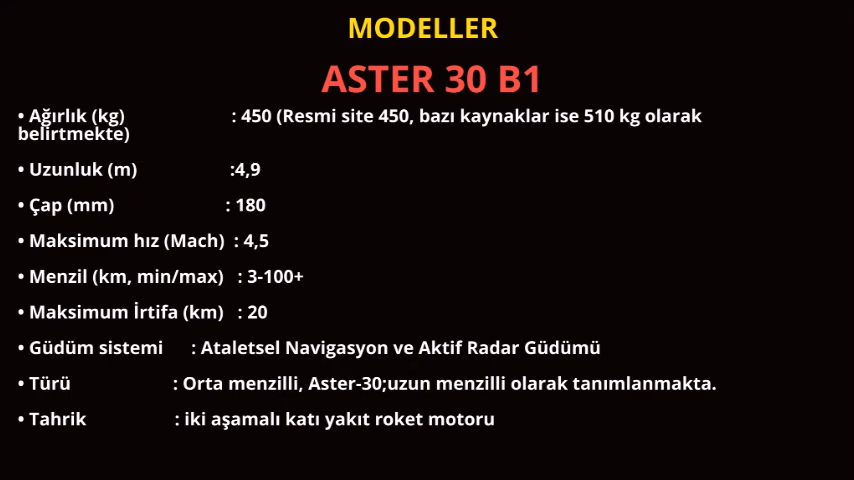 MODELLER
ASTER 30 B1
• Ağırlık (kg) : 450 (Resmi site 450, bazı kaynaklar ise 510 kg olarak
belirtmekte)
• Uzunluk (m) :4,9
• Çap (mm) : 180
• Maksimum hız (Mach) : 4,5
• Menzil (km, min/max) : 3-100+
• Maksimum İrtifa (km) : 20
• Güdüm sistemi : Ataletsel Navigasyon ve Aktif Radar Güdümü
• Türü : Orta menzilli, Aster-30;uzun menzilli olarak tanımlanmakta.
• Tahrik : iki aşamalı katı yakıt roket motoru